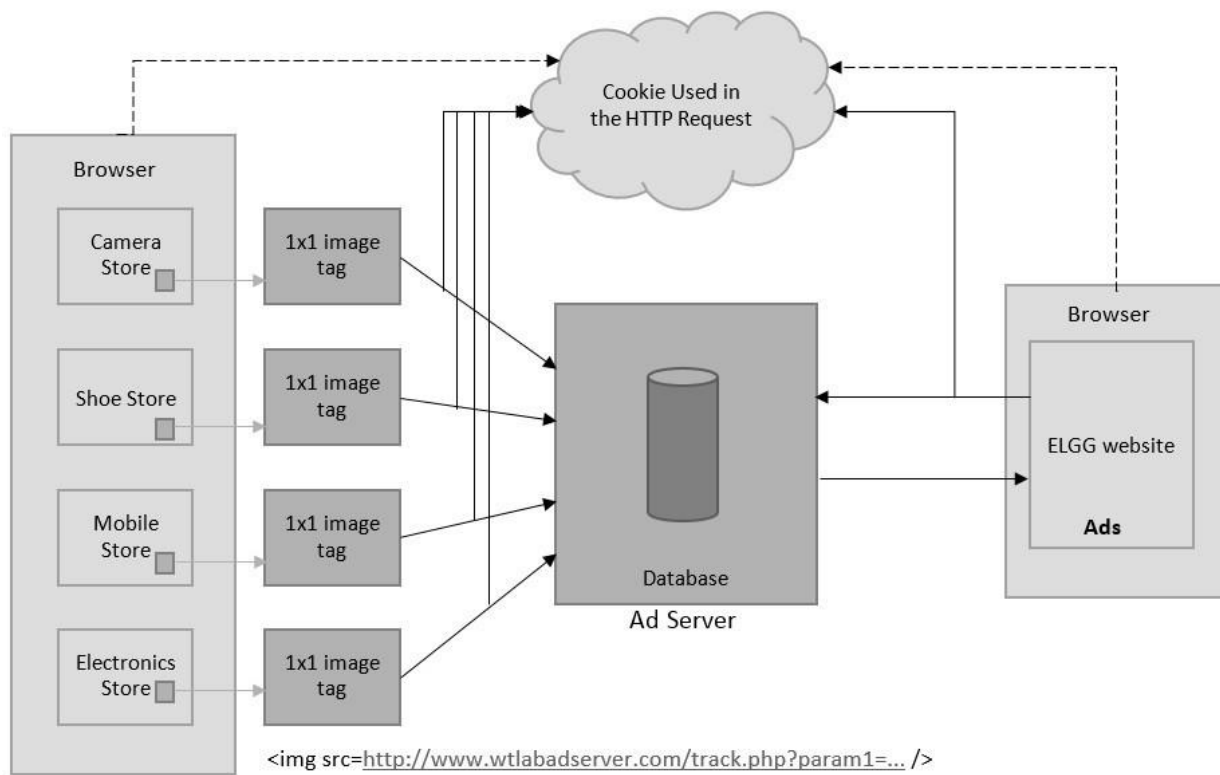 Cookie Used in
the HTTP Request
Browser
Camera
Store
1x1 image
tag
Shoe Store
1x1 image
tag
Mobile
Store
1x1 image
tag
Electronics
Store
1x1 image
tag
Database
Ad Server
Browser
ELGG website
Ads
<img src=http://www.wtlabadserver.com/track.php?param1=... />